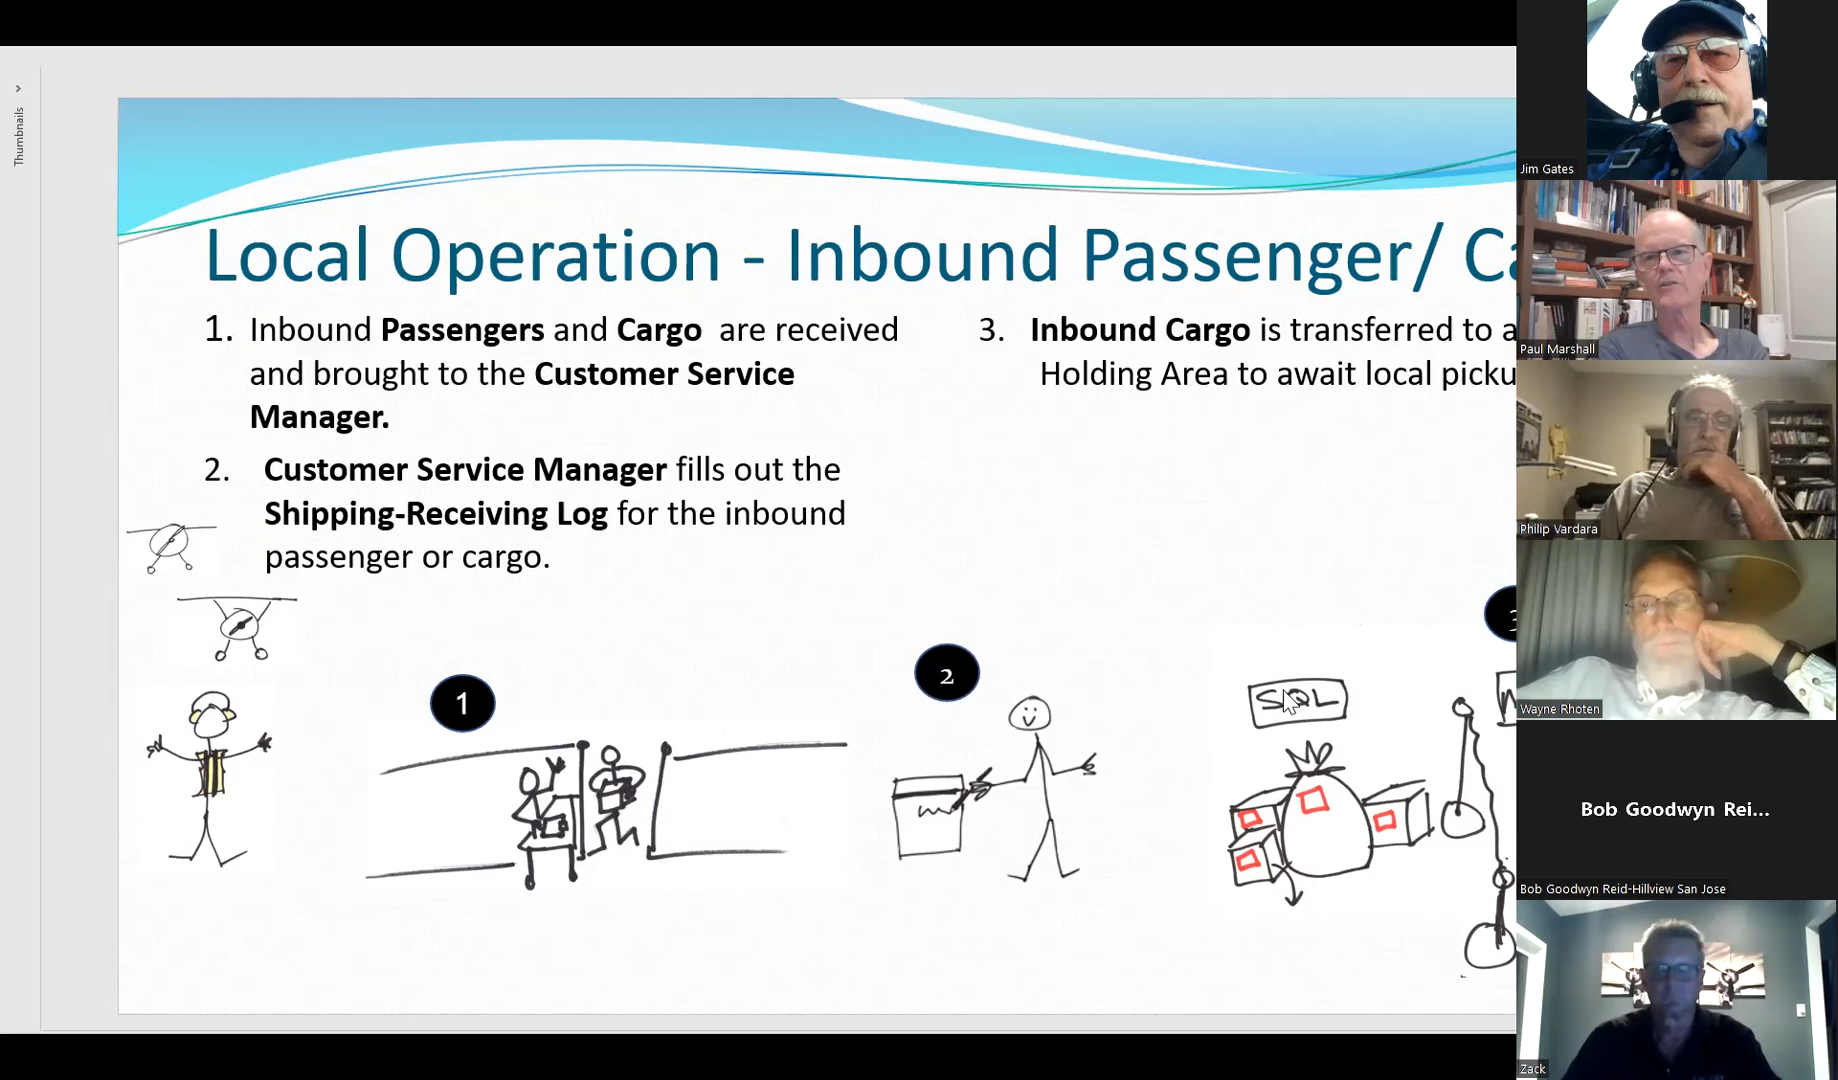 Thumbnails
Local Operation - Inbound Passenger/ Ca
1. Inbound Passengers and Cargo are received
and brought to the Customer Service
Manager.
2. Customer Service Manager fills out the
Shipping-Receiving Log for the inbound
passenger or cargo.
3. Inbound Cargo is transferred to a
Holding Area to await local picku
1
2
3
SQL
Jim Gates
Paul Marshall
Philip Vardara
Wayne Rhoten
Bob Goodwyn Rei...
Bob Goodwyn Reid-Hillview San Jose
Zack